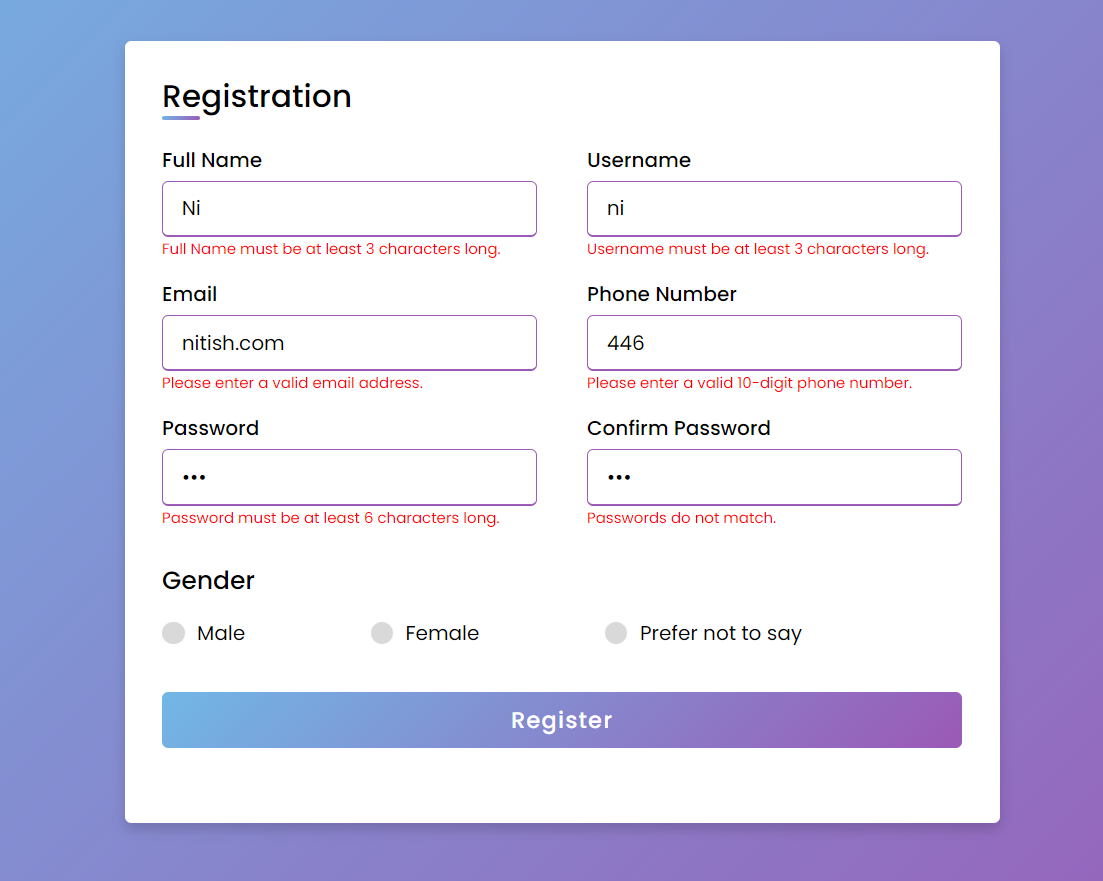 Registration
Full Name
Username
Ni
ni
Full Name must be at least 3 characters long.
Username must be at least 3 characters long.
Email
Phone Number
nitish.com
446
Please enter a valid email address.
Please enter a valid 10-digit phone number.
Password
Confirm Password
•••
•••
Password must be at least 6 characters long.
Passwords do not match.
Gender
Male
Female
Prefer not to say
Register